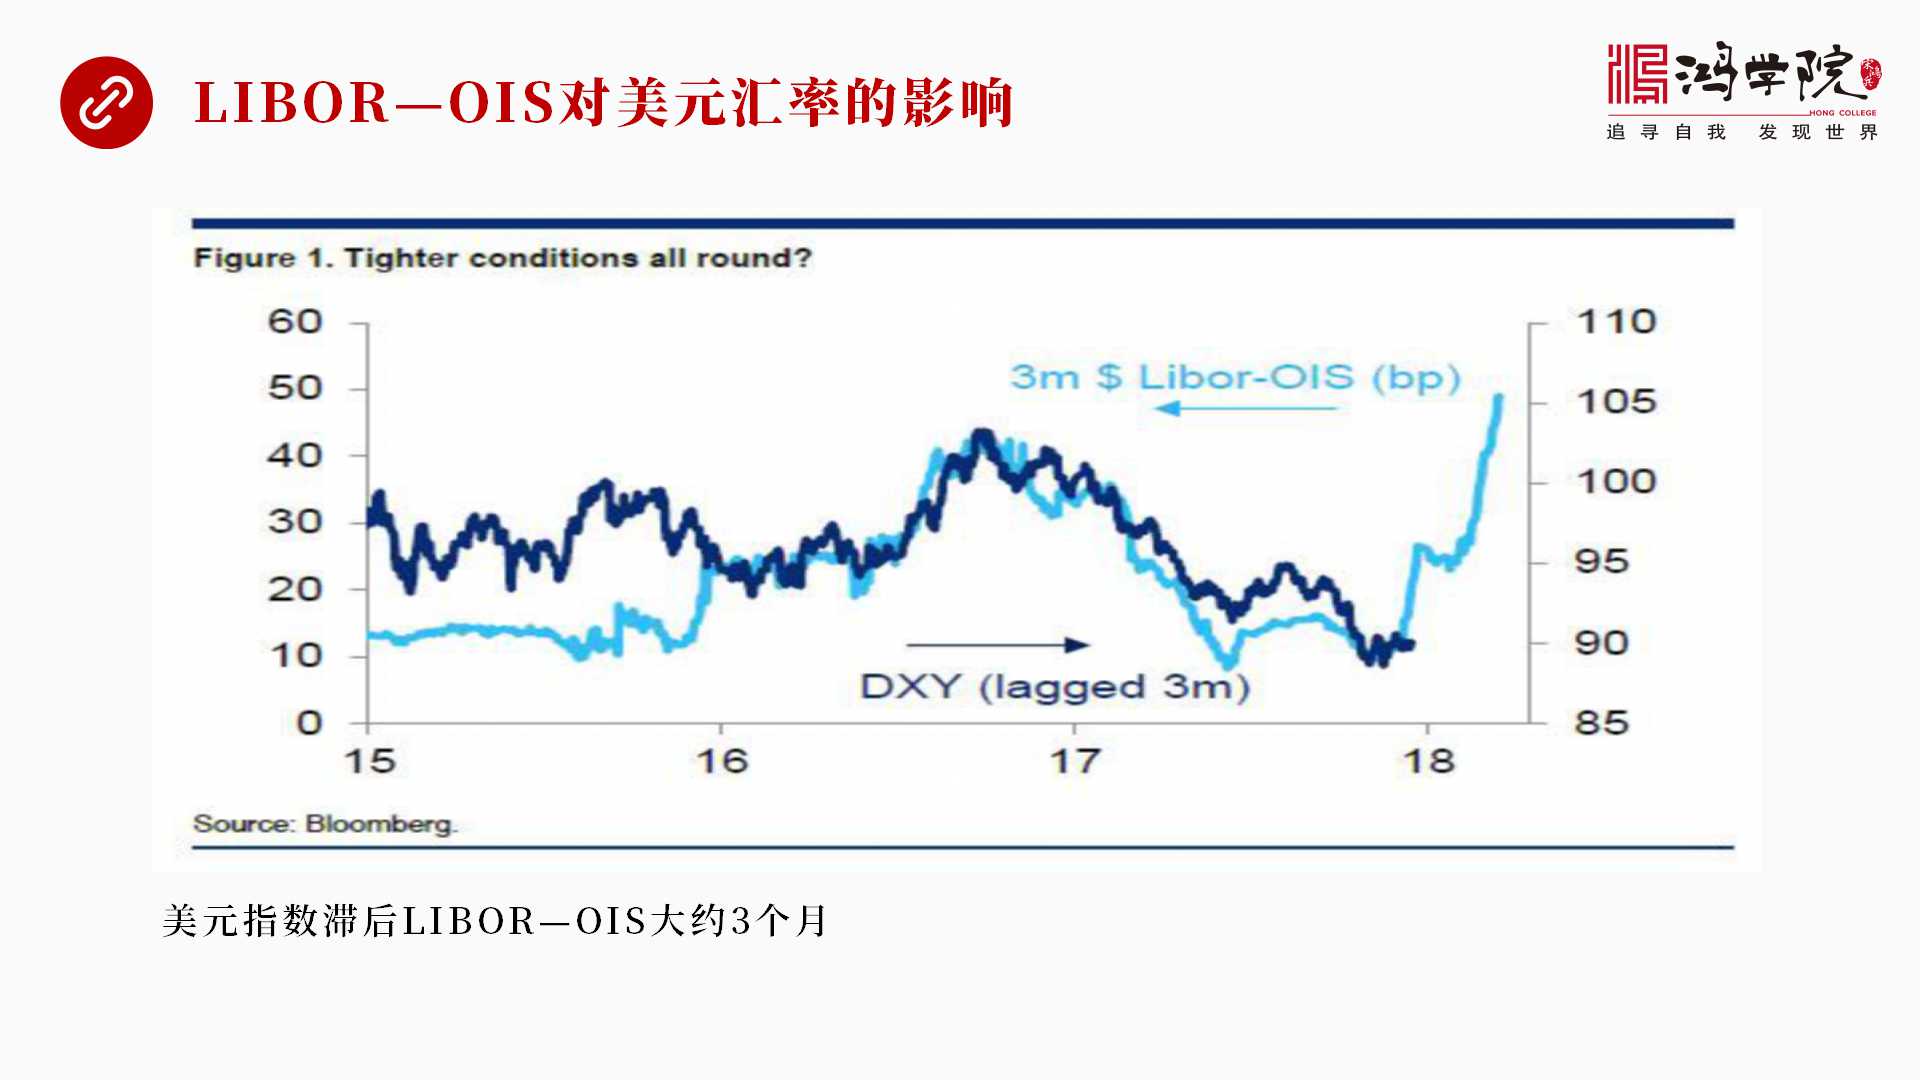 LIBOR—OIS对美元汇率的影响
鸿学院
HONG COLLEGE
追寻自我 发现世界
Figure 1. Tighter conditions all round?
60
50
40
30
20
10
0
110
105
100
95
90
85
3m $ Libor-OIS (bp)
DXY (lagged 3m)
15 16 17 18
Source: Bloomberg.
美元指数滞后LIBOR—OIS大约3个月